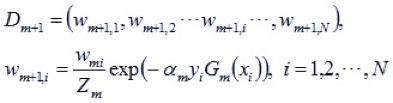 D_{m+1} = (w_{m+1,1}, w_{m+1,2} ⋯ w_{m+1,i} ⋯, w_{m+1,N}),
w_{m+1,i} = \frac{w_{mi}}{Z_m} exp(−α_m y_i G_m(x_i)), i = 1,2,⋯,N